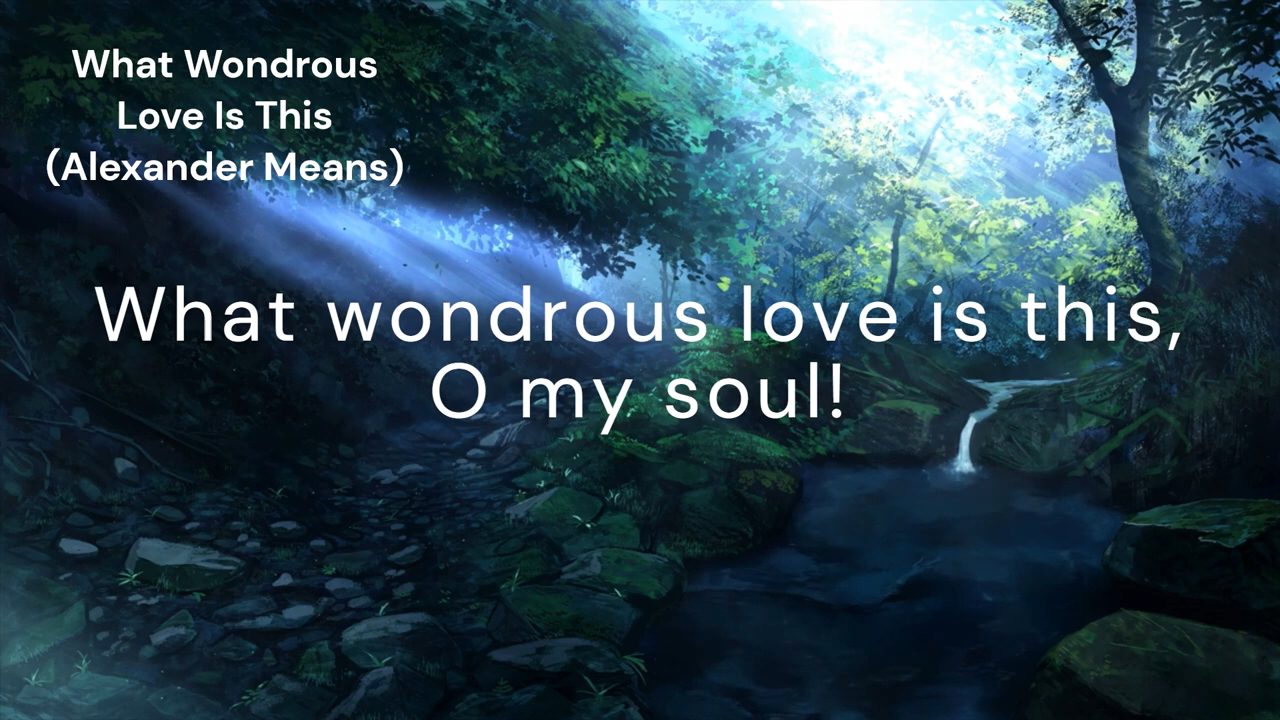 What Wondrous
Love Is This
(Alexander Means)
What wondrous love is this,
O my soul!